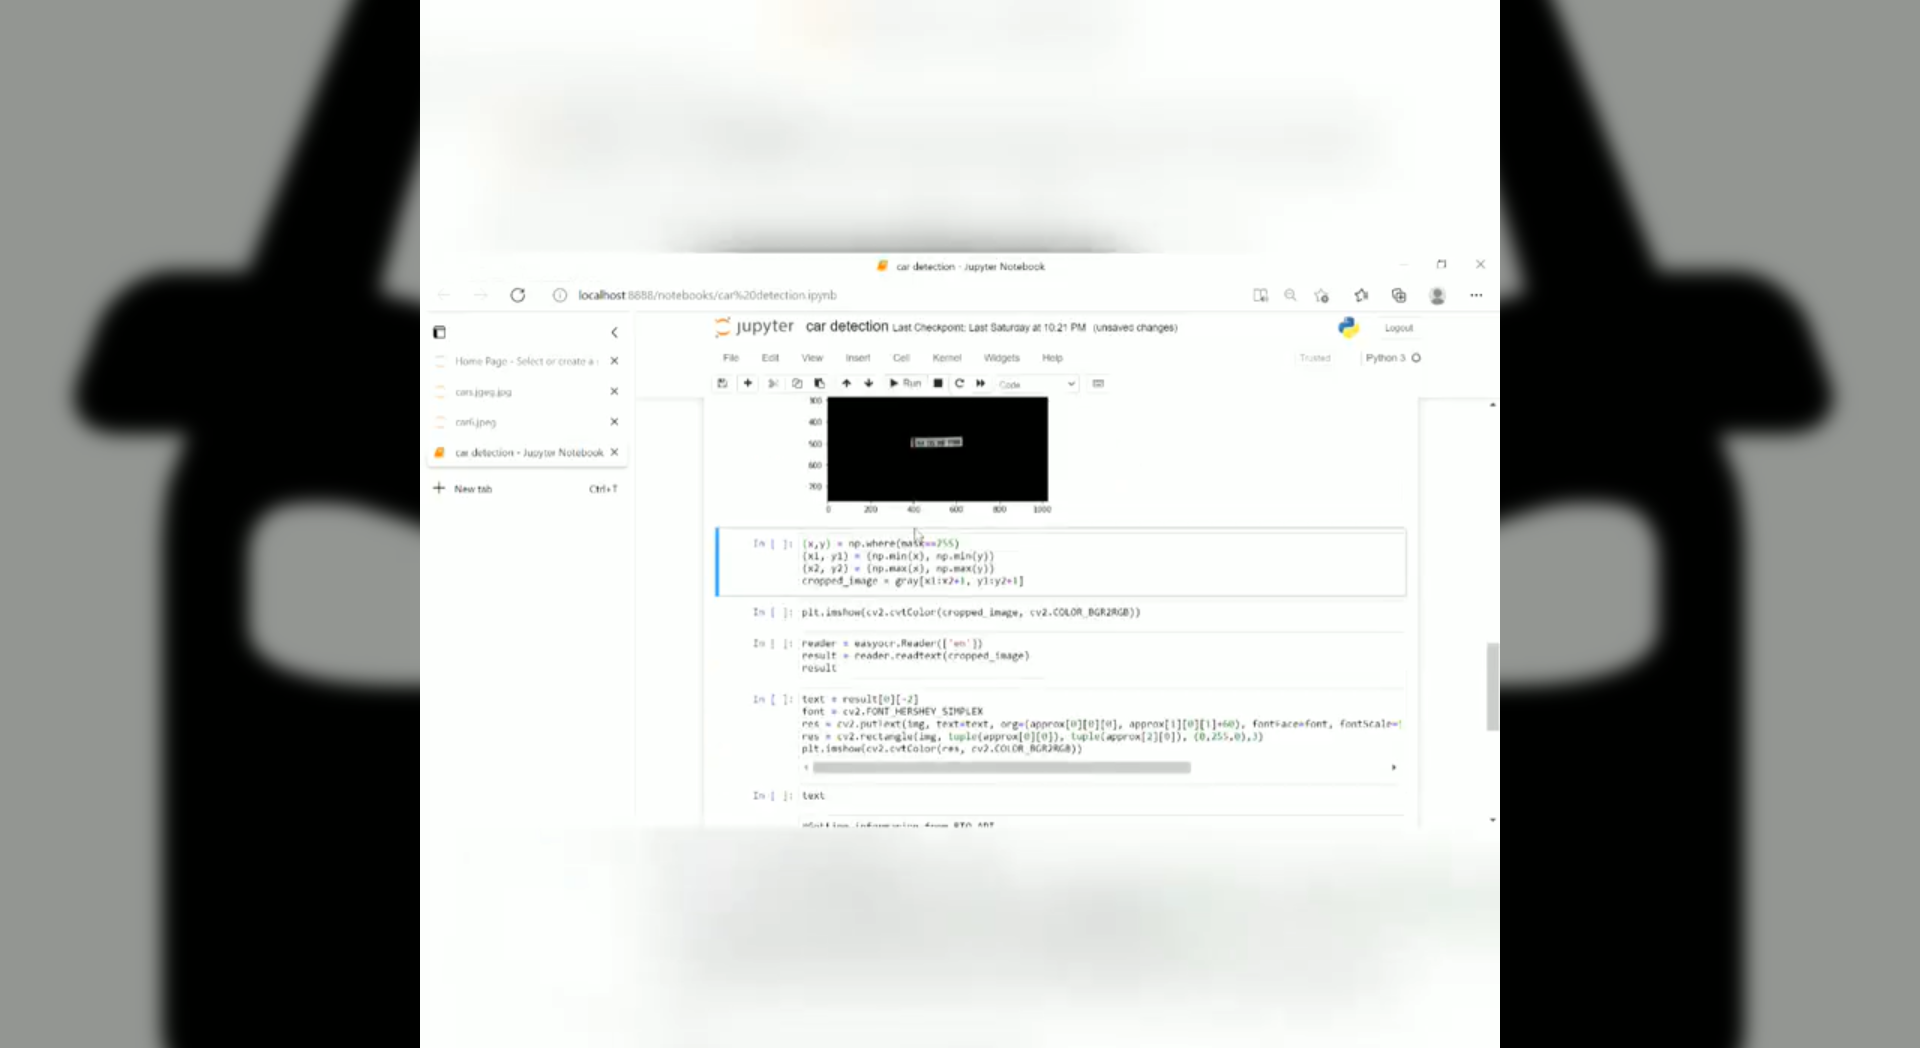 car detection - Jupyter Notebook
localhost:8888/notebooks/car%20detection.ipynb
Home Page - Select or create a
cars.jgeg.jpg
car6.jpeg
car detection - Jupyter Notebook
New tab Ctrl+T
jupyter car detection Last Checkpoint: Last Saturday at 10:21 PM (unsaved changes)
Logout
File Edit View Insert Cell Kernel Widgets Help
Trusted Python 3
Run Code
300
400
500
600
700
0 200 400 600 800 1000
In [ ]: (x,y) = np.where(mask==255)
(x1, y1) = (np.min(x), np.min(y))
(x2, y2) = (np.max(x), np.max(y))
cropped_image = gray[x1:x2+1, y1:y2+1]
In [ ]: plt.imshow(cv2.cvtColor(cropped_image, cv2.COLOR_BGR2RGB))
In [ ]: reader = easyocr.Reader(['en'])
result = reader.readtext(cropped_image)
result
In [ ]: text = result[0][-2]
font = cv2.FONT_HERSHEY_SIMPLEX
res = cv2.putText(img, text=text, org=(approx[0][0][0], approx[1][0][1]+60), fontFace=font, fontScale=
res = cv2.rectangle(img, tuple(approx[0][0]), tuple(approx[2][0]), (0,255,0),3)
plt.imshow(cv2.cvtColor(res, cv2.COLOR_BGR2RGB))
In [ ]: text